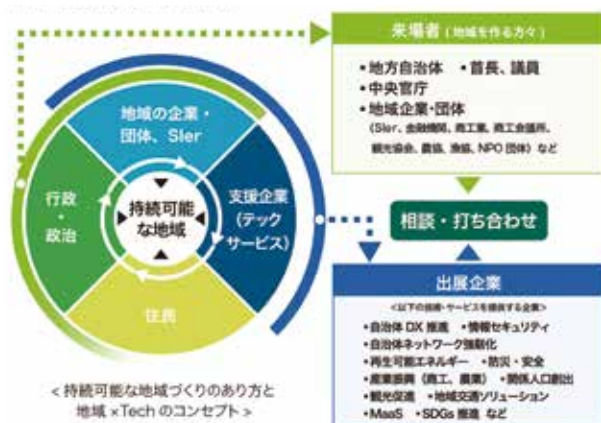 来場者（地域を作る方々）
•地方自治体　•首長、議員
•中央官庁
•地域企業・団体
（SIer、金融機関、商工業、商工会議所、
観光協会、農協、漁協、NPO 団体）など
地域の企業・
団体、SIer
行政
・
政治
持続可能
な地域
支援企業
（テック
サービス）
住民
相談・打ち合わせ
出展企業
＜以下の技術・サービスを提供する企業＞
•自治体 DX 推進　•情報セキュリティ
•自治体ネットワーク強靭化
•再生可能エネルギー　•防災・安全
•産業振興（商工、農業）　•関係人口創出
•観光促進　•地域交通ソリューション
•MaaS　•SDGs 推進 など
＜持続可能な地域づくりのあり方と
地域 ×Tech のコンセプト＞